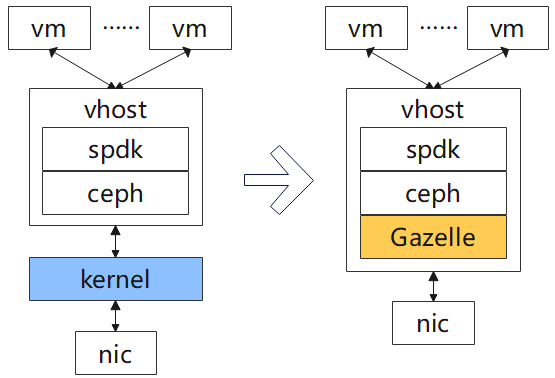 vm ...... vm
vhost
spdk
ceph
kernel
nic
vm ...... vm
vhost
spdk
ceph
Gazelle
nic